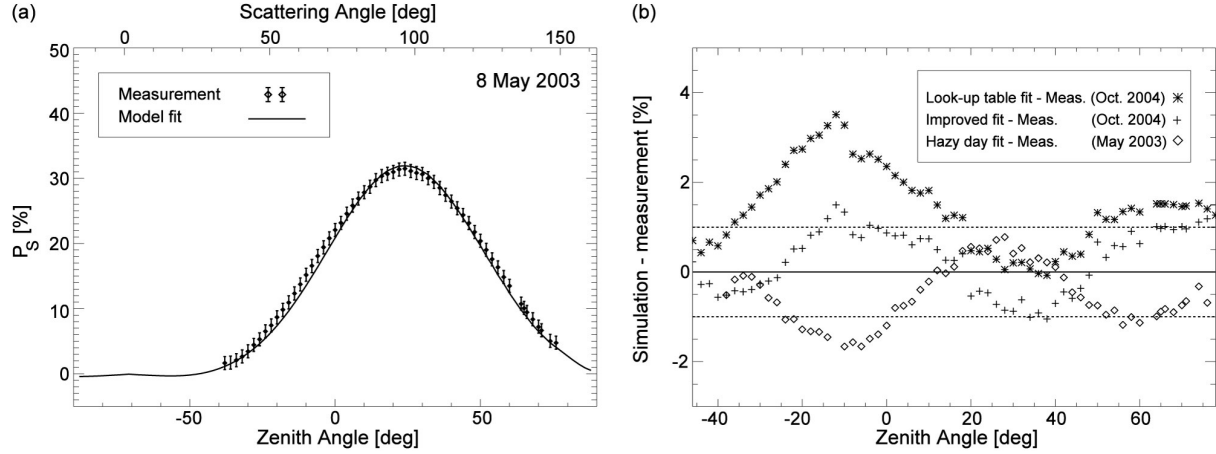 (a)
Scattering Angle [deg]
0 50 100 150
50
40
30
20
10
0
P_S [%]
Measurement
Model fit
8 May 2003
-50 0 50
Zenith Angle [deg]
(b)
4
2
0
-2
Simulation - measurement [%]
Look-up table fit - Meas. (Oct. 2004)
Improved fit - Meas. (Oct. 2004)
Hazy day fit - Meas. (May 2003)
-40 -20 0 20 40 60
Zenith Angle [deg]